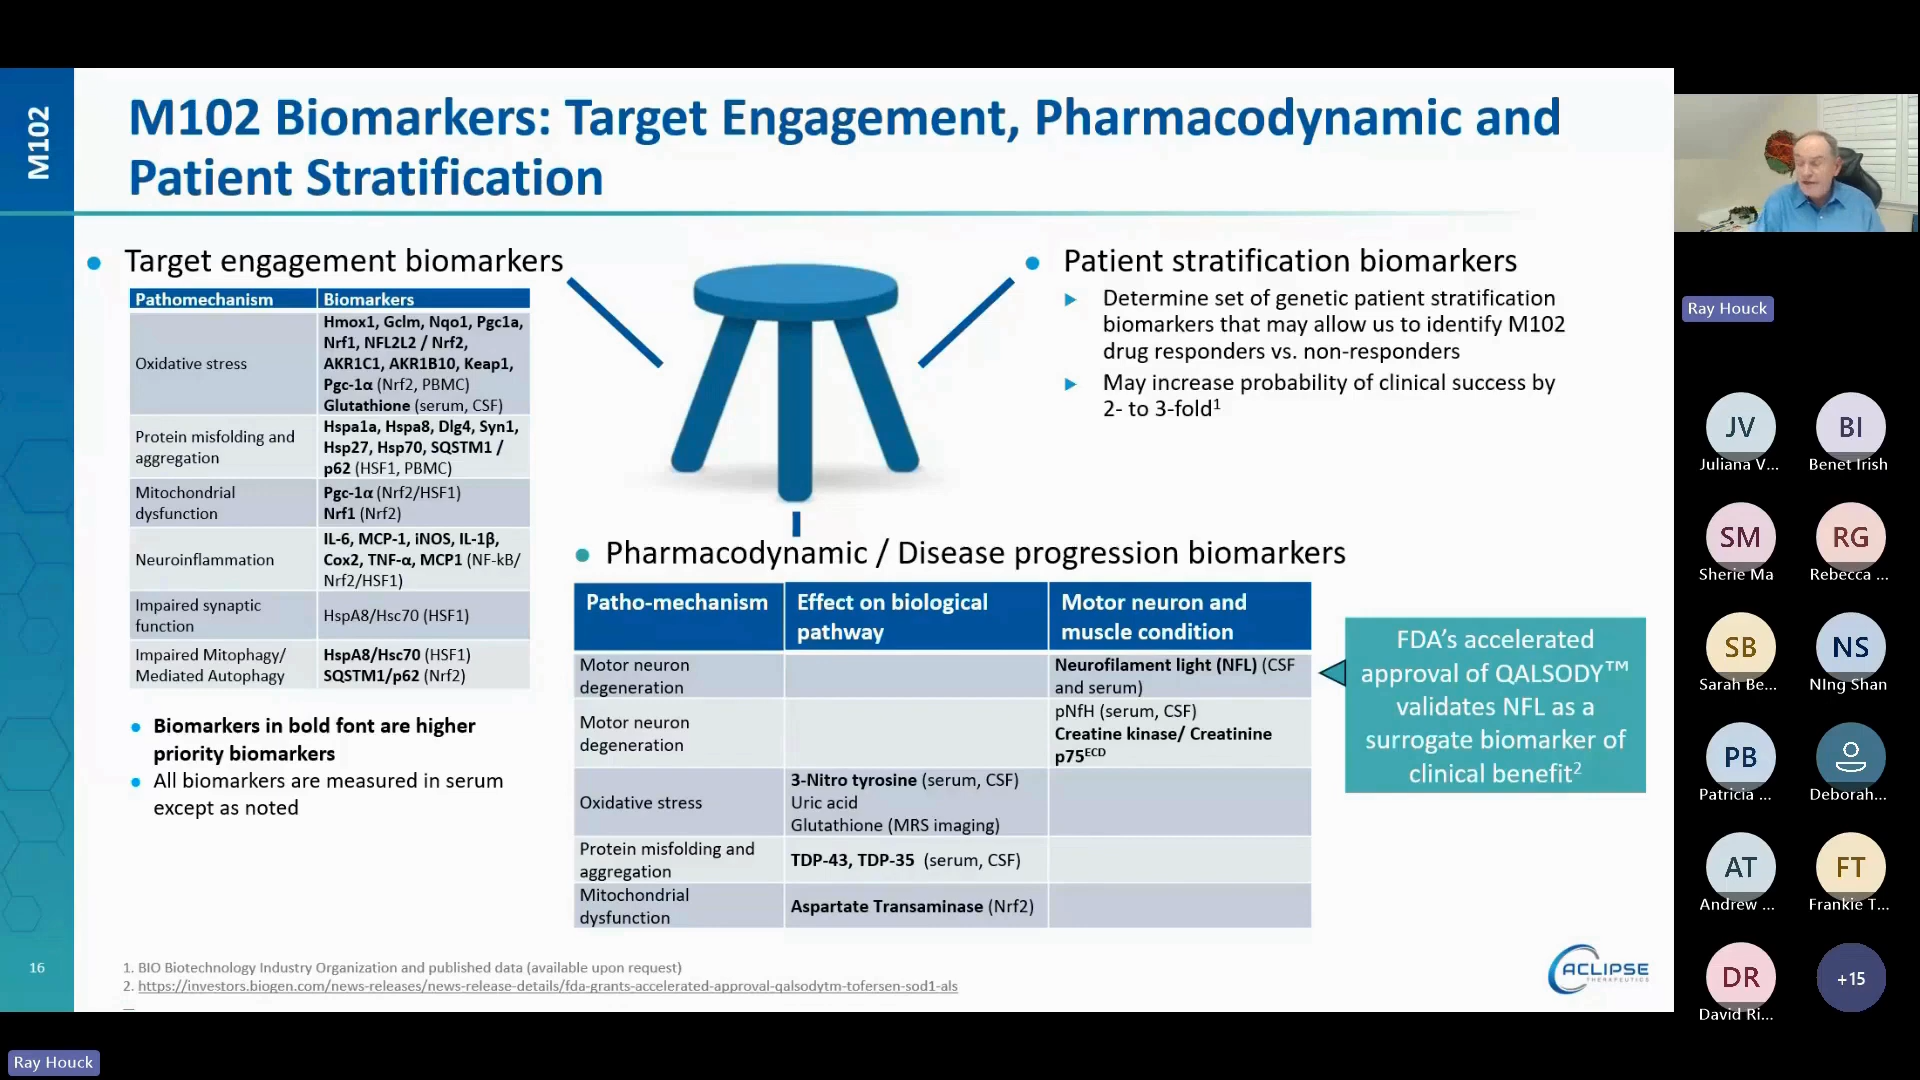 M102
M102 Biomarkers: Target Engagement, Pharmacodynamic and
Patient Stratification
Target engagement biomarkers
Pathomechanism Biomarkers
Oxidative stress
Hmox1, Gclm, Nqo1, Pgc1a,
Nrf1, NFL2L2 / Nrf2,
AKR1C1, AKR1B10, Keap1,
Pgc-1α (Nrf2, PBMC)
Glutathione (serum, CSF)
Protein misfolding and
aggregation
Hspa1a, Hspa8, Dlg4, Syn1,
Hsp27, Hsp70, SQSTM1 /
p62 (HSF1, PBMC)
Mitochondrial
dysfunction
Pgc-1α (Nrf2/HSF1)
Nrf1 (Nrf2)
Neuroinflammation
IL-6, MCP-1, iNOS, IL-1β,
Cox2, TNF-α, MCP1 (NF-kB/
Nrf2/HSF1)
Impaired synaptic
function
HspA8/Hsc70 (HSF1)
Impaired Mitophagy/
Mediated Autophagy
HspA8/Hsc70 (HSF1)
SQSTM1/p62 (Nrf2)
Biomarkers in bold font are higher
priority biomarkers
All biomarkers are measured in serum
except as noted
Patient stratification biomarkers
Determine set of genetic patient stratification
biomarkers that may allow us to identify M102
drug responders vs. non-responders
May increase probability of clinical success by
2- to 3-fold1
Pharmacodynamic / Disease progression biomarkers
Patho-mechanism
Effect on biological
pathway
Motor neuron and
muscle condition
Motor neuron
degeneration
Neurofilament light (NFL) (CSF
and serum)
Motor neuron
degeneration
pNfH (serum, CSF)
Creatine kinase/ Creatinine
p75ECD
Oxidative stress
3-Nitro tyrosine (serum, CSF)
Uric acid
Glutathione (MRS imaging)
Protein misfolding and
aggregation
TDP-43, TDP-35 (serum, CSF)
Mitochondrial
dysfunction
Aspartate Transaminase (Nrf2)
FDA’s accelerated
approval of QALSODY™
validates NFL as a
surrogate biomarker of
clinical benefit2
16
1. BIO Biotechnology Industry Organization and published data (available upon request)
2. https://investors.biogen.com/news-releases/news-release-details/fda-grants-accelerated-approval-qalsodytm-tofersen-sod1-als
ACLIPSE
THERAPEUTICS
Ray Houck
Ray Houck
JV
Juliana V...
BI
Benet Irish
SM
Sherie Ma
RG
Rebecca ...
SB
Sarah Be...
NS
NIng Shan
PB
Patricia ...
Deborah...
AT
Andrew ...
FT
Frankie T...
DR
David Ri...
+15